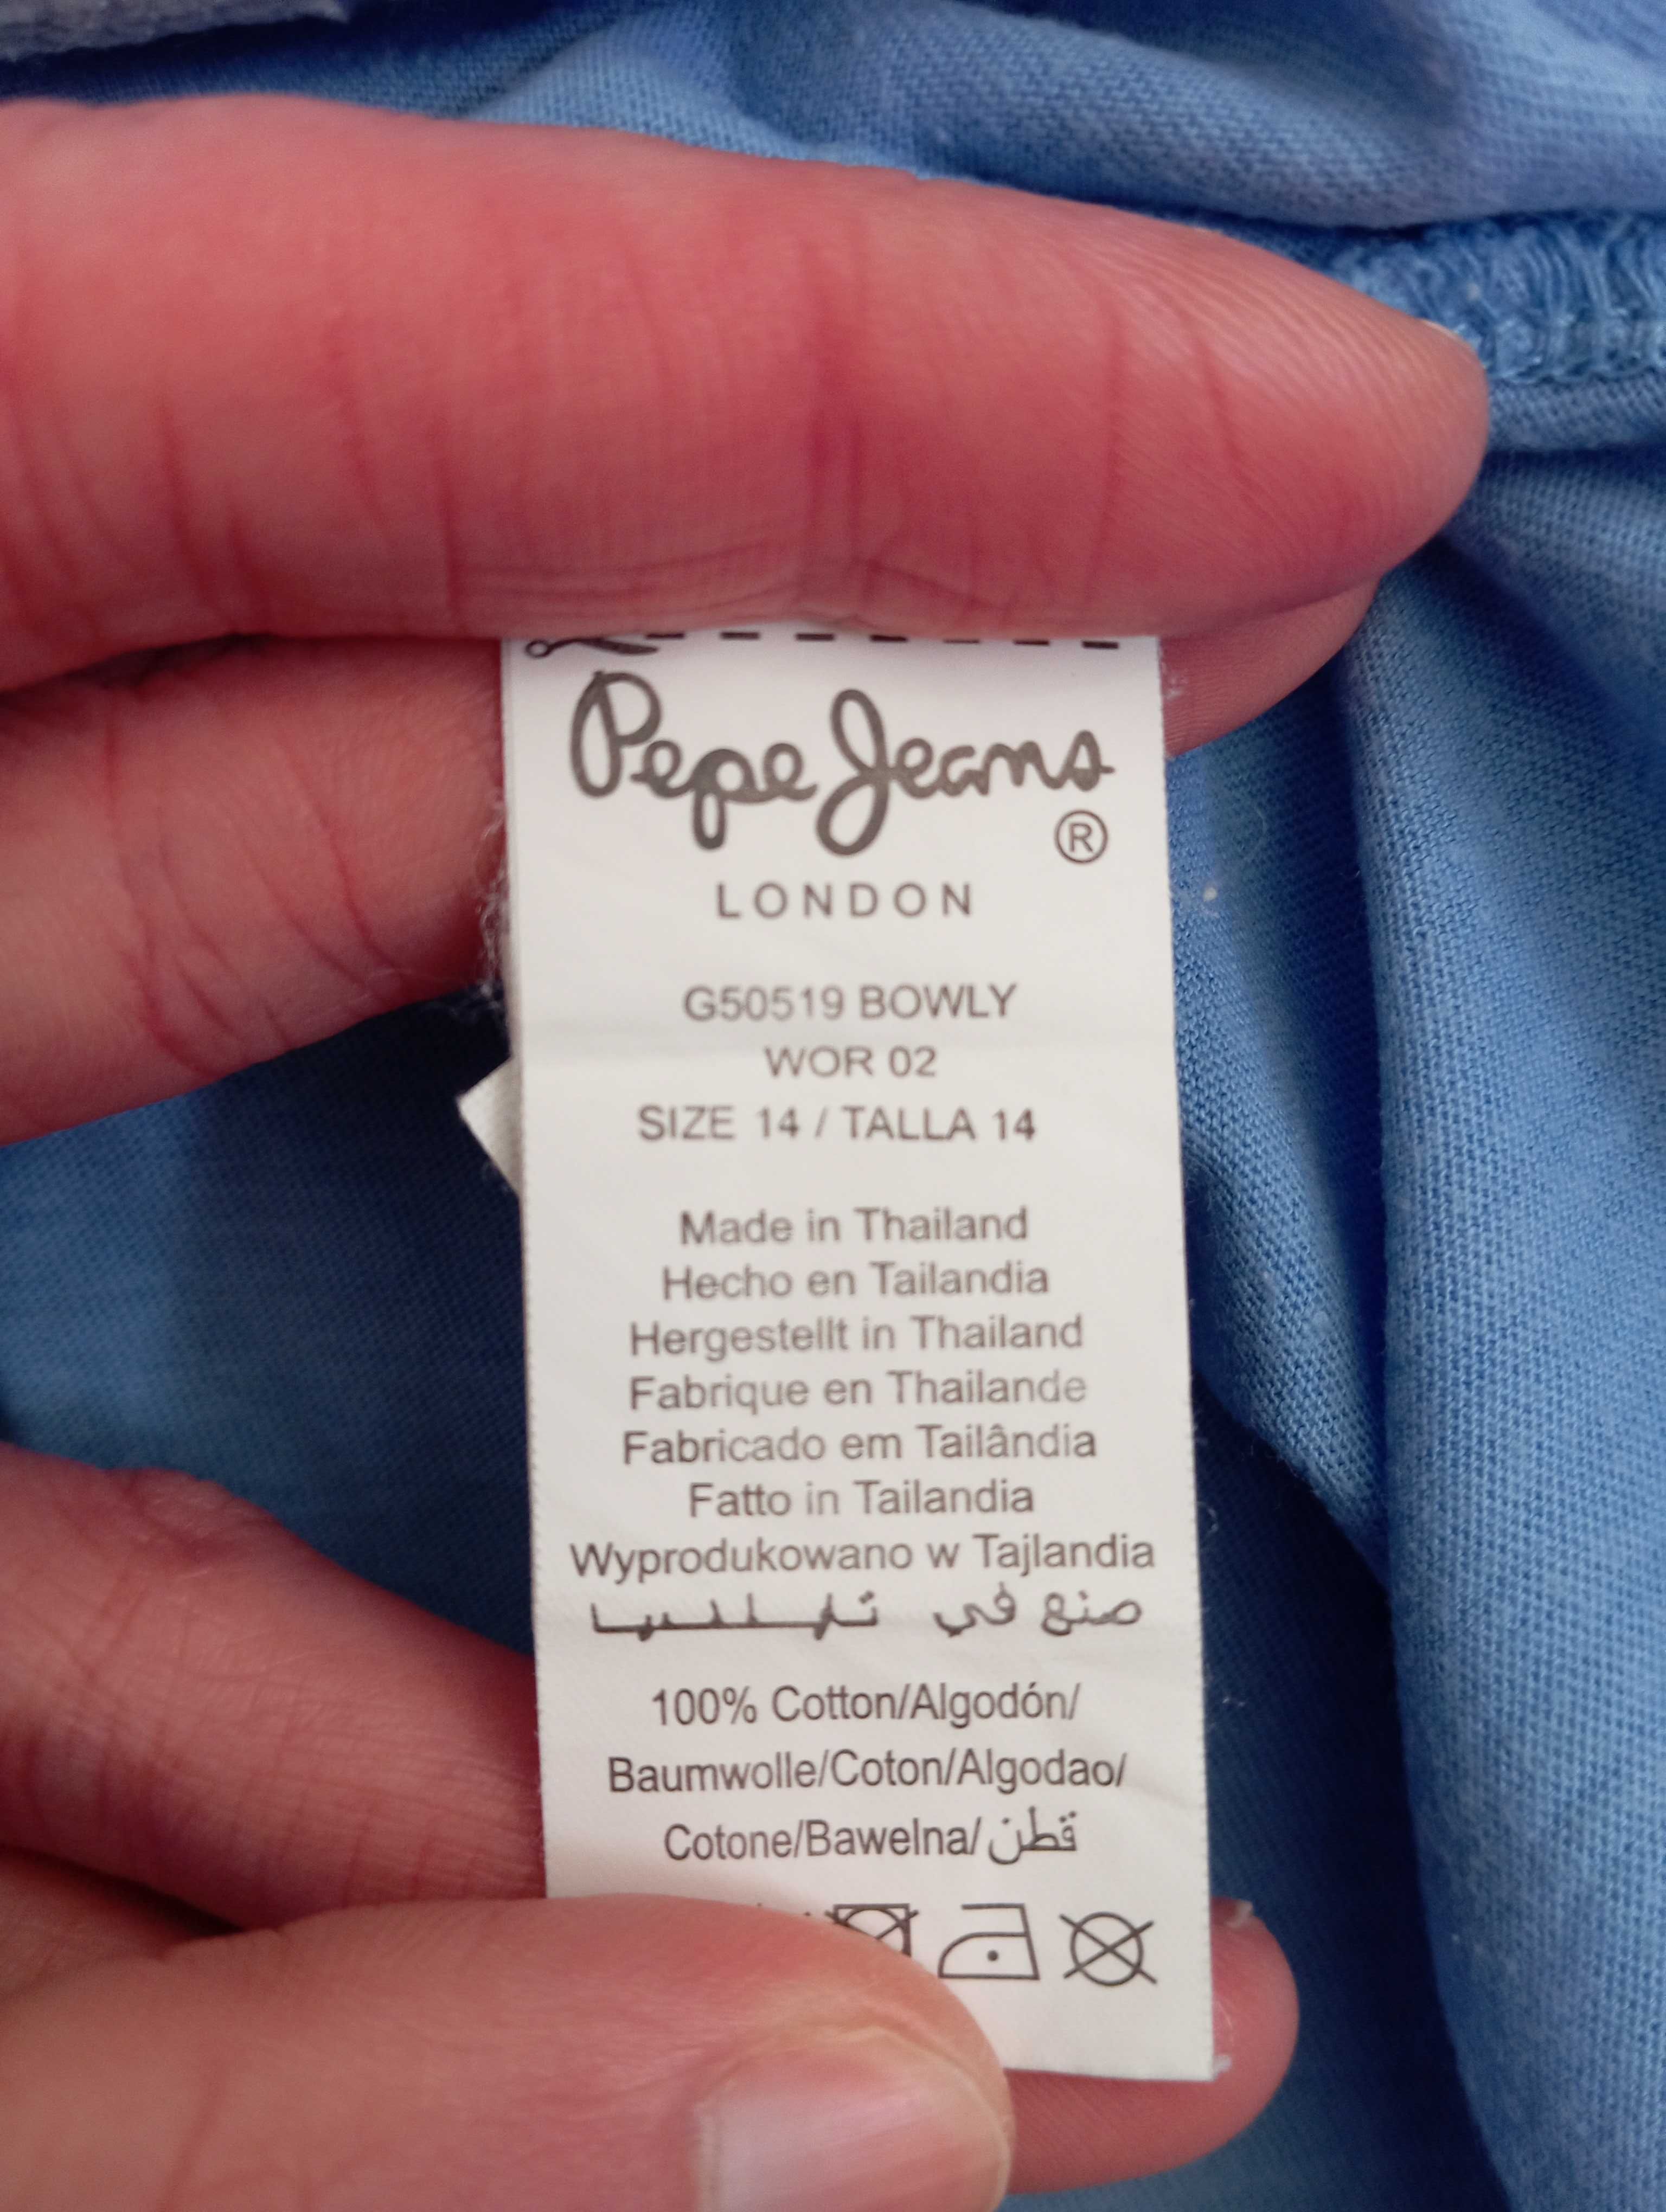 Pepe Jeans
®
LONDON
G50519 BOWLY
WOR 02
SIZE 14 / TALLA 14
Made in Thailand
Hecho en Tailandia
Hergestellt in Thailand
Fabrique en Thailande
Fabricado em Tailândia
Fatto in Tailandia
Wyprodukowano w Tajlandia
صنع في تايلنديا
100% Cotton/Algodón/
Baumwolle/Coton/Algodao/
Cotone/Bawelna/قطن